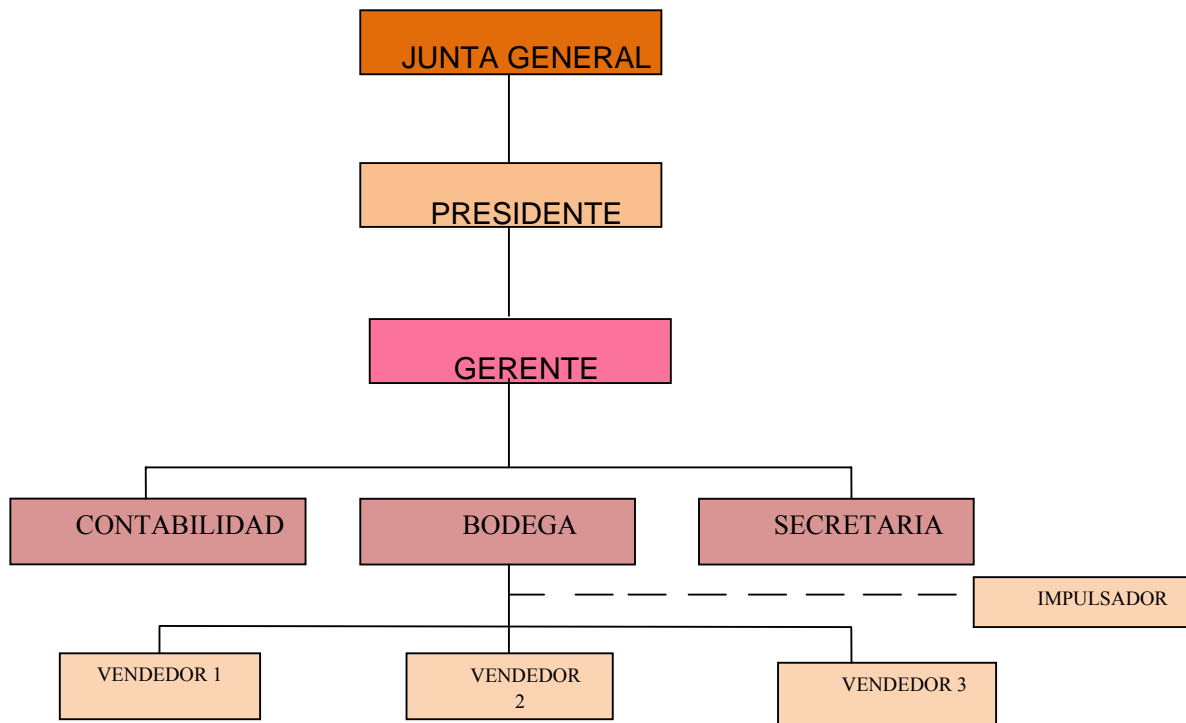 JUNTA GENERAL
PRESIDENTE
GERENTE
CONTABILIDAD
BODEGA
SECRETARIA
IMPULSADOR
VENDEDOR 1
VENDEDOR
2
VENDEDOR 3